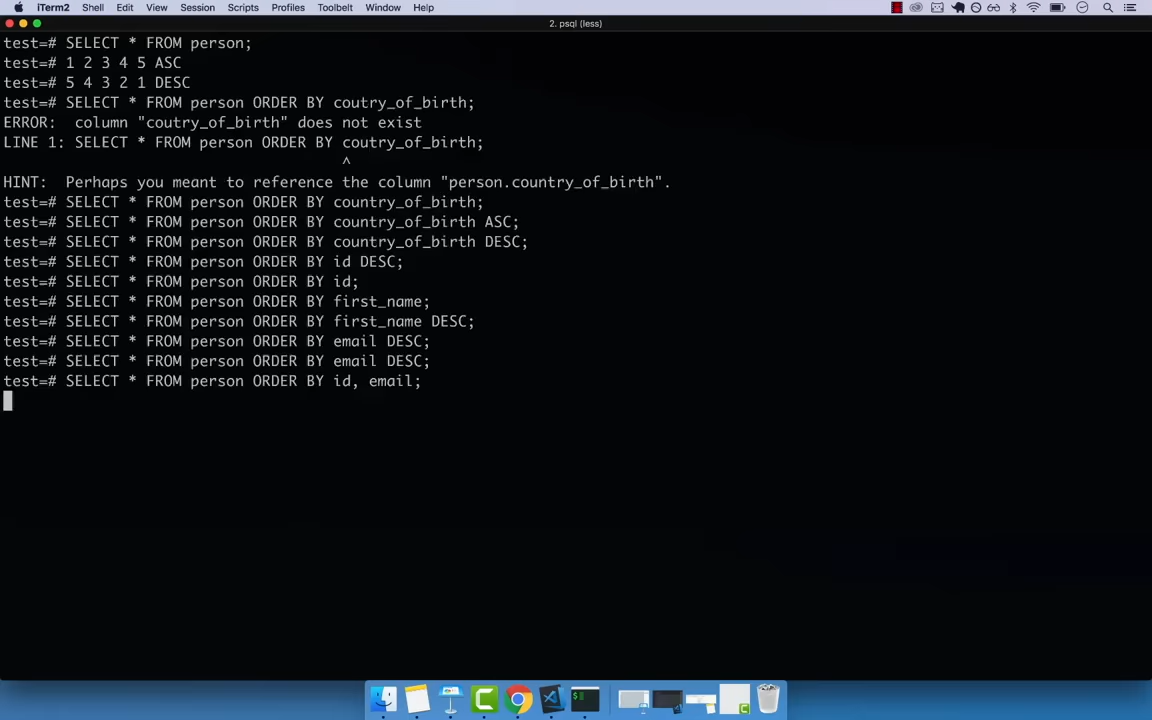 iTerm2 Shell Edit View Session Scripts Profiles Toolbelt Window Help
2. psql (less)
test=# SELECT * FROM person;
test=# 1 2 3 4 5 ASC
test=# 5 4 3 2 1 DESC
test=# SELECT * FROM person ORDER BY coutry_of_birth;
ERROR:  column "coutry_of_birth" does not exist
LINE 1: SELECT * FROM person ORDER BY coutry_of_birth;
^
HINT:  Perhaps you meant to reference the column "person.country_of_birth".
test=# SELECT * FROM person ORDER BY country_of_birth;
test=# SELECT * FROM person ORDER BY country_of_birth ASC;
test=# SELECT * FROM person ORDER BY country_of_birth DESC;
test=# SELECT * FROM person ORDER BY id DESC;
test=# SELECT * FROM person ORDER BY id;
test=# SELECT * FROM person ORDER BY first_name;
test=# SELECT * FROM person ORDER BY first_name DESC;
test=# SELECT * FROM person ORDER BY email DESC;
test=# SELECT * FROM person ORDER BY email DESC;
test=# SELECT * FROM person ORDER BY id, email;